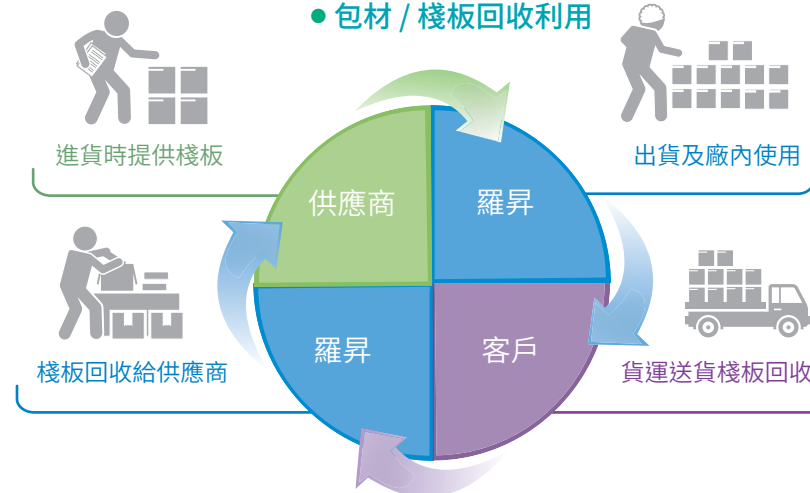 ● 包材 / 棧板回收利用
進貨時提供棧板
出貨及廠內使用
供應商
羅昇
羅昇
客戶
棧板回收給供應商
貨運送貨棧板回收